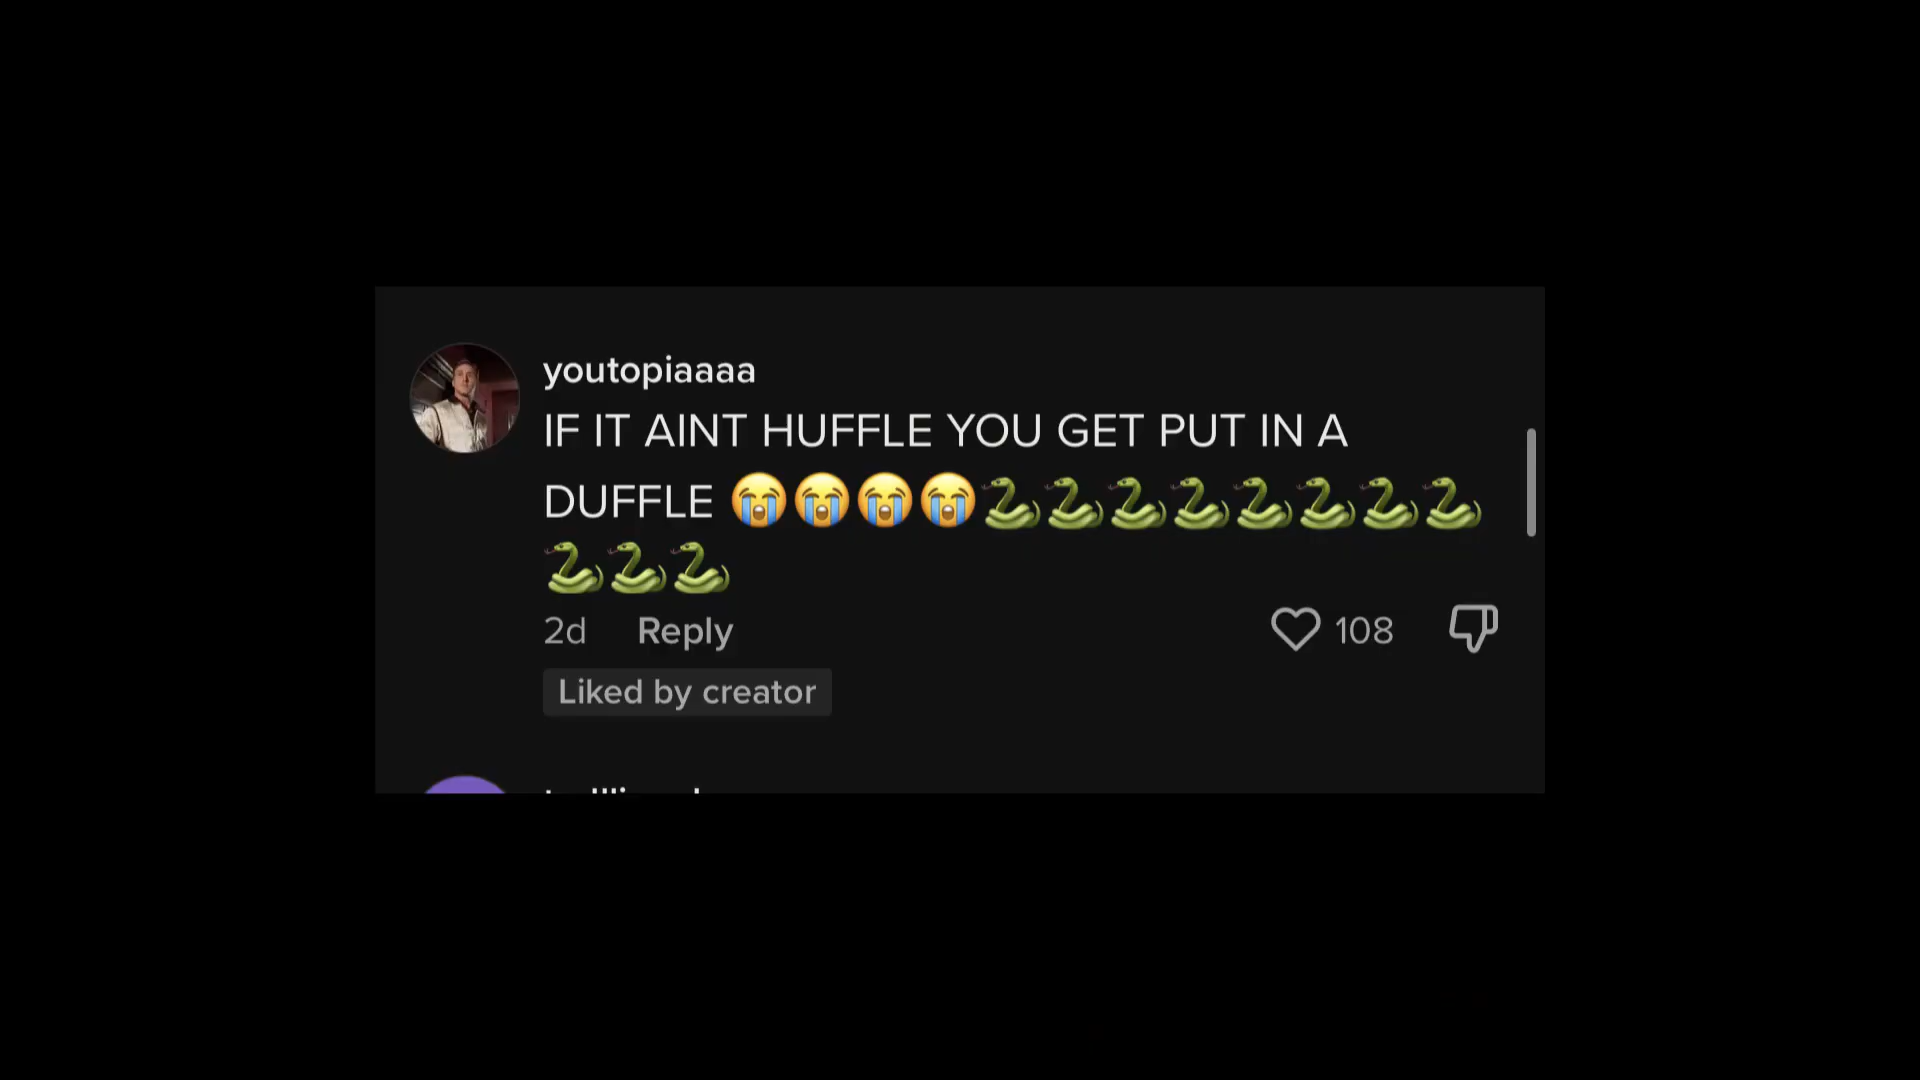 youtopiaaaa
IF IT AINT HUFFLE YOU GET PUT IN A
DUFFLE 😭😭😭😭🐍🐍🐍🐍🐍🐍🐍🐍
🐍🐍🐍
2d Reply 108
Liked by creator